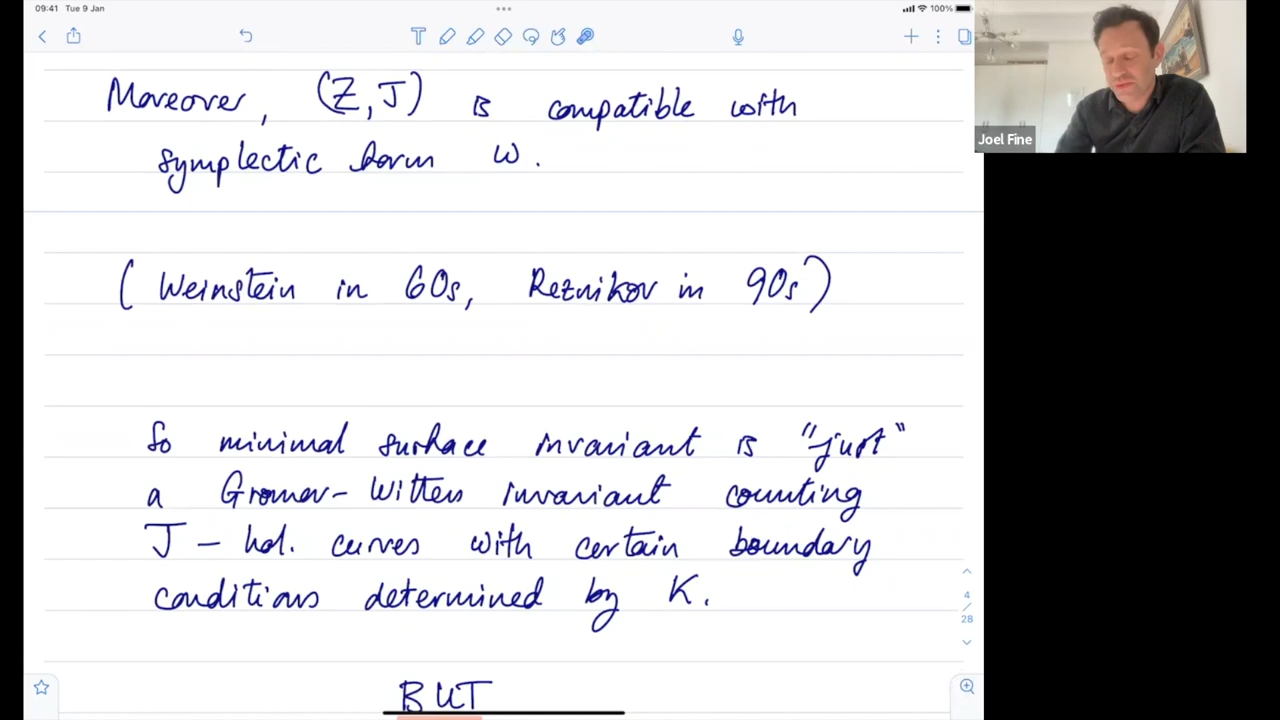 09:41 Tue 9 Jan
100%
Moreover, (Z, J) is compatible with
symplectic form ω.
Joel Fine
( Weinstein in 60s, Reznikov in 90s )
So minimal surface invariant is "just"
a Gromov-Witten invariant counting
J-hol. curves with certain boundary
conditions determined by K.
4
/
28
BUT